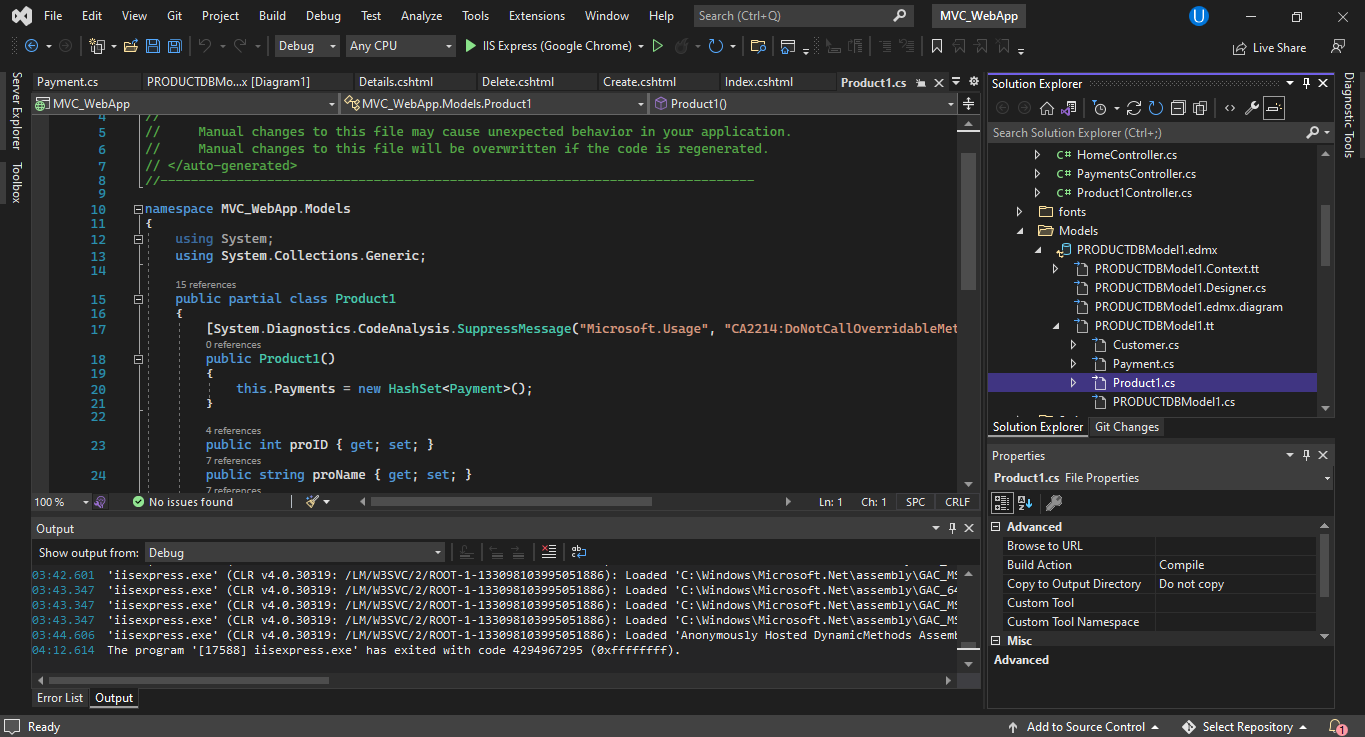 File Edit View Git Project Build Debug Test Analyze Tools Extensions Window Help Search (Ctrl+Q) MVC_WebApp U
Debug Any CPU IIS Express (Google Chrome) Live Share
Server Explorer
Toolbox
Payment.cs PRODUCTDBMo...x [Diagram1] Details.cshtml Delete.cshtml Create.cshtml Index.cshtml Product1.cs
MVC_WebApp MVC_WebApp.Models.Product1 Product1()
4 //
5 // Manual changes to this file may cause unexpected behavior in your application.
6 // Manual changes to this file will be overwritten if the code is regenerated.
7 // </auto-generated>
8 //------------------------------------------------------------------------------
9
10 namespace MVC_WebApp.Models
11 {
12 using System;
13 using System.Collections.Generic;
14
15 references
15 public partial class Product1
16 {
17 [System.Diagnostics.CodeAnalysis.SuppressMessage("Microsoft.Usage", "CA2214:DoNotCallOverridableMet
0 references
18 public Product1()
19 {
20 this.Payments = new HashSet<Payment>();
21 }
22
4 references
23 public int proID { get; set; }
7 references
24 public string proName { get; set; }
7 references
100 % No issues found Ln: 1 Ch: 1 SPC CRLF
Output
Show output from: Debug
03:42.601 'iisexpress.exe' (CLR v4.0.30319: /LM/W3SVC/2/ROOT-1-133098103995051886): Loaded 'C:\Windows\Microsoft.Net\assembly\GAC_MS
03:43.347 'iisexpress.exe' (CLR v4.0.30319: /LM/W3SVC/2/ROOT-1-133098103995051886): Loaded 'C:\Windows\Microsoft.Net\assembly\GAC_64
03:43.347 'iisexpress.exe' (CLR v4.0.30319: /LM/W3SVC/2/ROOT-1-133098103995051886): Loaded 'C:\Windows\Microsoft.Net\assembly\GAC_MS
03:43.347 'iisexpress.exe' (CLR v4.0.30319: /LM/W3SVC/2/ROOT-1-133098103995051886): Loaded 'C:\Windows\Microsoft.Net\assembly\GAC_MS
03:44.606 'iisexpress.exe' (CLR v4.0.30319: /LM/W3SVC/2/ROOT-1-133098103995051886): Loaded 'Anonymously Hosted DynamicMethods Assemb
04:12.614 The program '[17588] iisexpress.exe' has exited with code 4294967295 (0xffffffff).
Error List Output
Solution Explorer
Search Solution Explorer (Ctrl+;)
C# HomeController.cs
C# PaymentsController.cs
C# Product1Controller.cs
fonts
Models
PRODUCTDBModel1.edmx
PRODUCTDBModel1.Context.tt
PRODUCTDBModel1.Designer.cs
PRODUCTDBModel1.edmx.diagram
PRODUCTDBModel1.tt
Customer.cs
Payment.cs
Product1.cs
PRODUCTDBModel1.cs
Solution Explorer Git Changes
Properties
Product1.cs File Properties
Advanced
Browse to URL
Build Action Compile
Copy to Output Directory Do not copy
Custom Tool
Custom Tool Namespace
Misc
Advanced
Diagnostic Tools
Ready Add to Source Control Select Repository 1